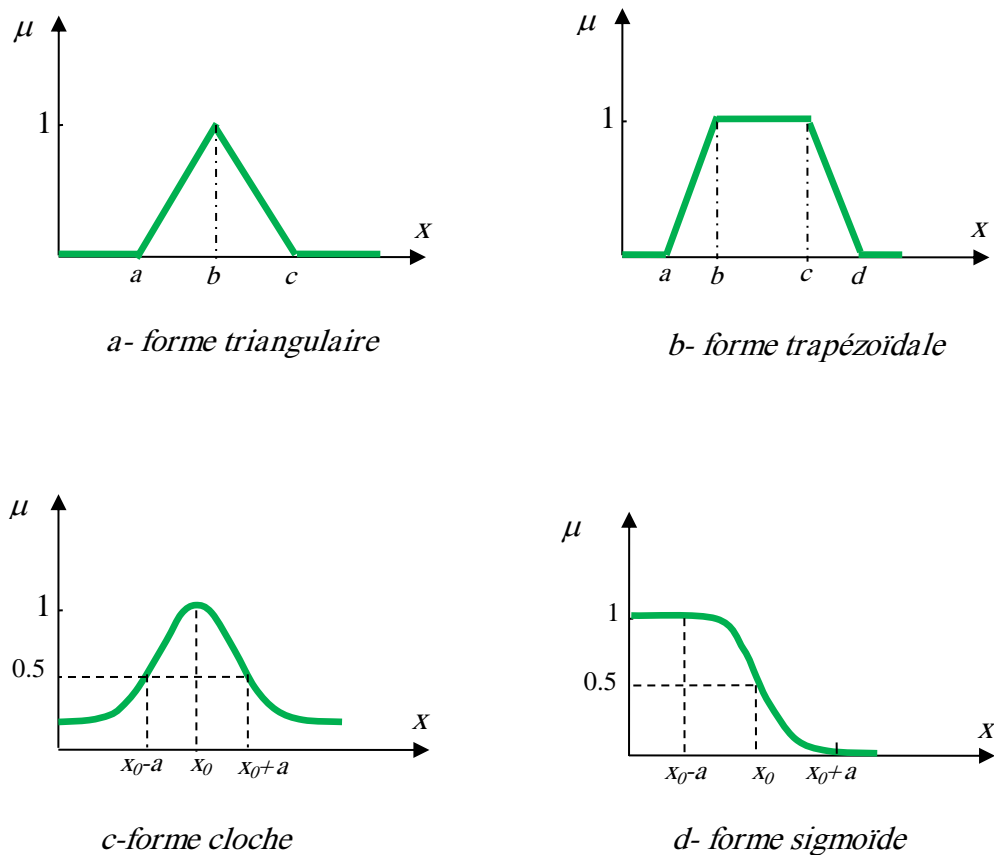 μ
1
x
a b c
a- forme triangulaire
μ
1
x
a b c d
b- forme trapézoïdale
μ
1
0.5
x
x₀-a x₀ x₀+a
c-forme cloche
μ
1
0.5
x
x₀-a x₀ x₀+a
d- forme sigmoïde